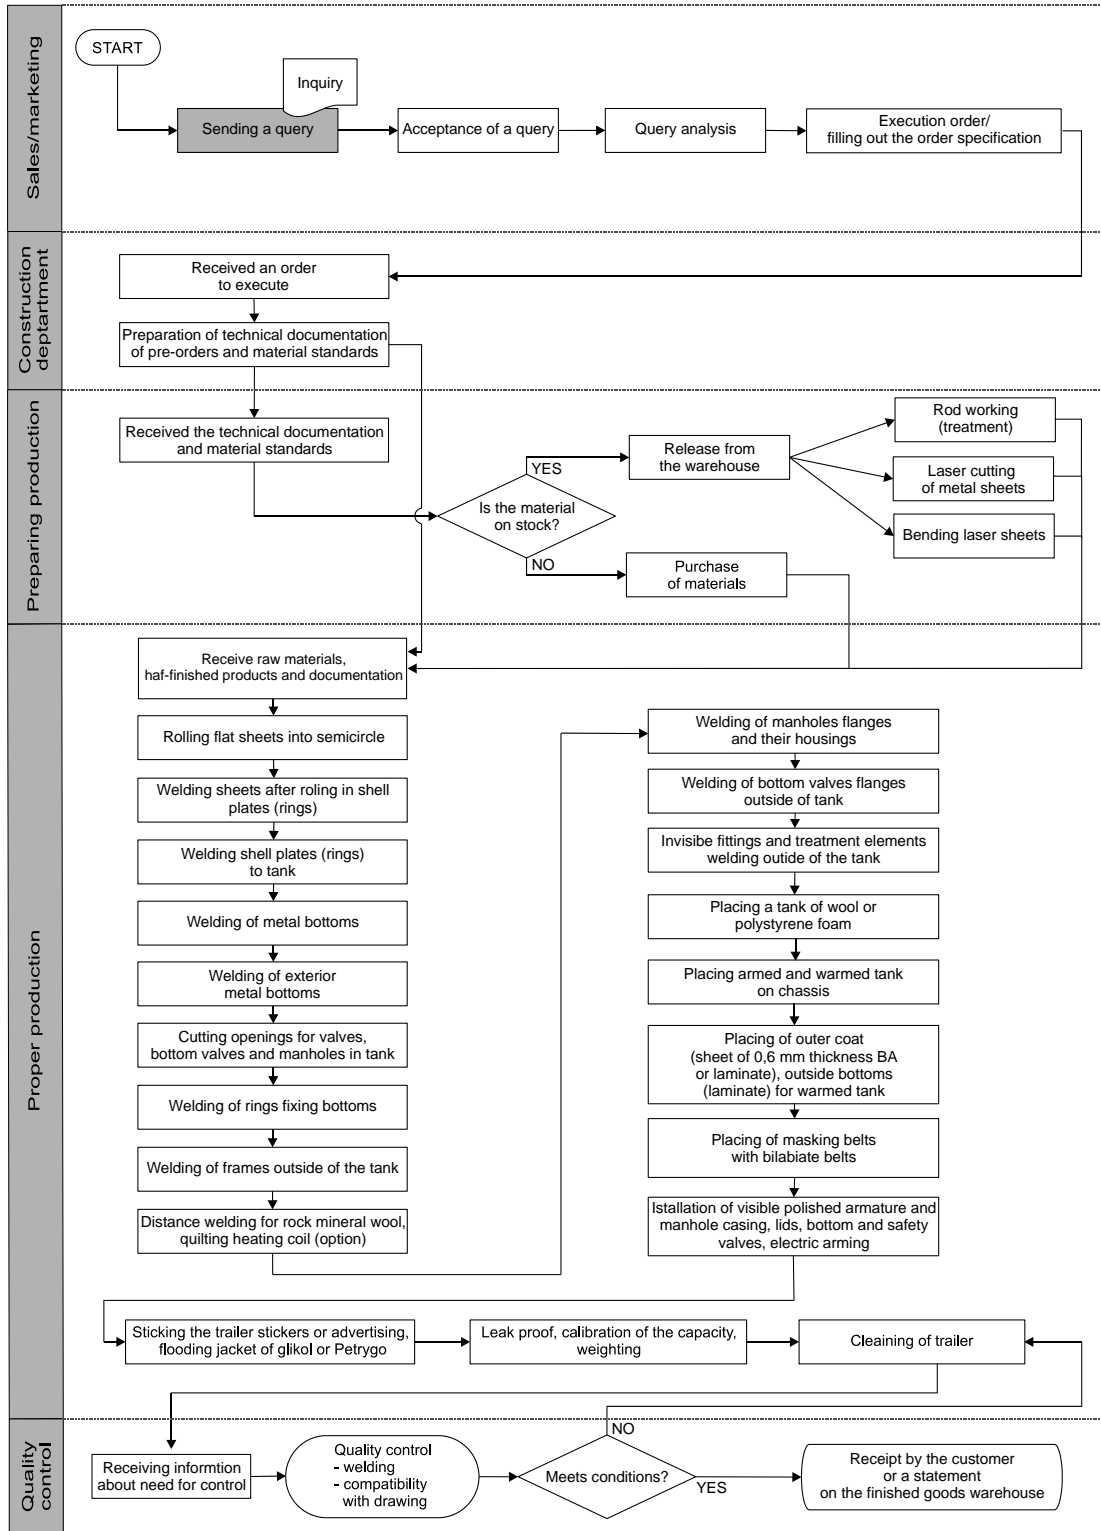 Sales/marketing
START
Inquiry
Sending a query
Acceptance of a query
Query analysis
Execution order/
filling out the order specification
Construction
deptartment
Received an order
to execute
Preparation of technical documentation
of pre-orders and material standards
Preparing production
Received the technical documentation
and material standards
Is the material
on stock?
YES
NO
Release from
the warehouse
Purchase
of materials
Rod working
(treatment)
Laser cutting
of metal sheets
Bending laser sheets
Proper production
Receive raw materials,
haf-finished products and documentation
Rolling flat sheets into semicircle
Welding sheets after roling in shell
plates (rings)
Welding shell plates (rings)
to tank
Welding of metal bottoms
Welding of exterior
metal bottoms
Cutting openings for valves,
bottom valves and manholes in tank
Welding of rings fixing bottoms
Welding of frames outside of the tank
Distance welding for rock mineral wool,
quilting heating coil (option)
Welding of manholes flanges
and their housings
Welding of bottom valves flanges
outside of tank
Invisibe fittings and treatment elements
welding outide of the tank
Placing a tank of wool or
polystyrene foam
Placing armed and warmed tank
on chassis
Placing of outer coat
(sheet of 0,6 mm thickness BA
or laminate), outside bottoms
(laminate) for warmed tank
Placing of masking belts
with bilabiate belts
Istallation of visible polished armature and
manhole casing, lids, bottom and safety
valves, electric arming
Sticking the trailer stickers or advertising,
flooding jacket of glikol or Petrygo
Leak proof, calibration of the capacity,
weighting
Cleaining of trailer
Quality
control
Receiving informtion
about need for control
Quality control
- welding
- compatibility
with drawing
Meets conditions?
NO
YES
Receipt by the customer
or a statement
on the finished goods warehouse